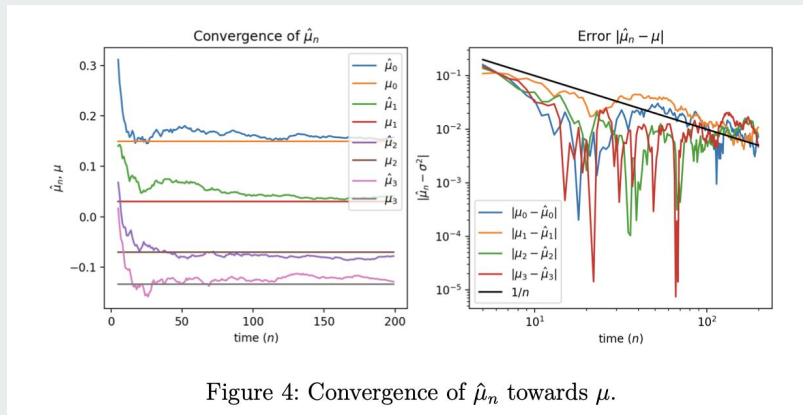 Convergence of μ̂ₙ
Error |μ̂ₙ − μ|
μ̂ₙ, μ
0.3
0.2
0.1
0.0
−0.1
0
50
100
150
200
time (n)
μ̂₀
μ₀
μ̂₁
μ₁
μ̂₂
μ₂
μ̂₃
μ₃
|μ̂ₙ − σ²|
10⁻¹
10⁻²
10⁻³
10⁻⁴
10⁻⁵
|μ₀ − μ̂₀|
|μ₁ − μ̂₁|
|μ₂ − μ̂₂|
|μ₃ − μ̂₃|
1/n
10¹
10²
time (n)
Figure 4: Convergence of μ̂ₙ towards μ.